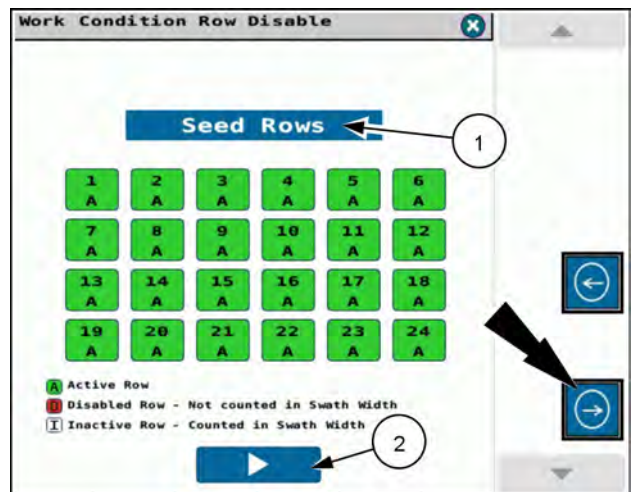 Work Condition Row Disable
Seed Rows
1
1 2 3 4 5 6
A A A A A A
7 8 9 10 11 12
A A A A A A
13 14 15 16 17 18
A A A A A A
19 20 21 22 23 24
A A A A A A
A Active Row
D Disabled Row - Not counted in Swath Width
I Inactive Row - Counted in Swath Width
2